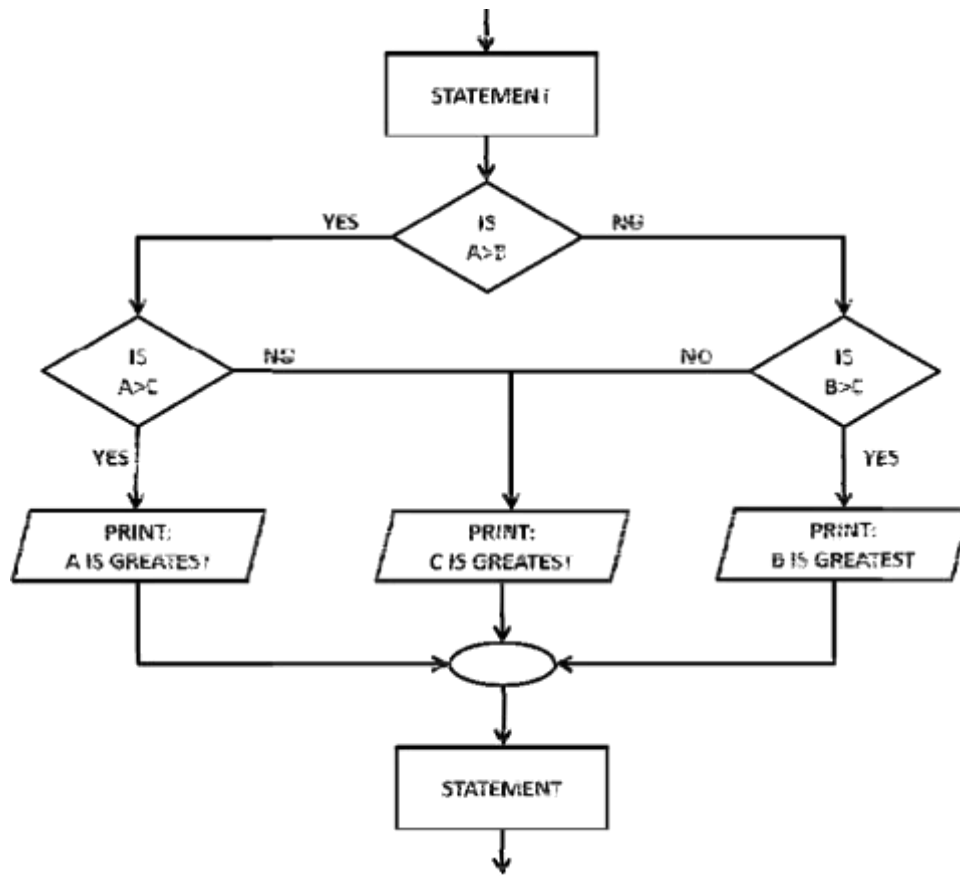 STATEMENT
IS
A>B
YES
NO
IS
A>C
NO
NO
IS
B>C
YES
YES
PRINT:
A IS GREATEST
PRINT:
C IS GREATEST
PRINT:
B IS GREATEST
STATEMENT